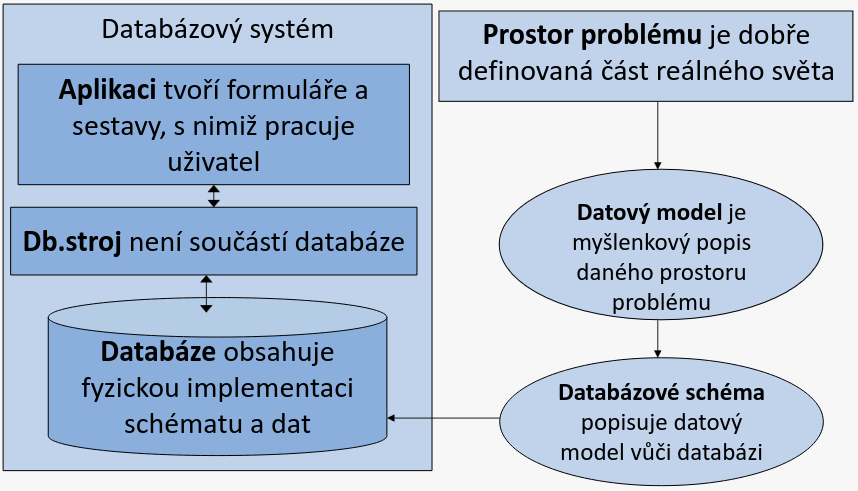 Databázový systém
Aplikaci tvoří formuláře a
sestavy, s nimiž pracuje
uživatel
Db.stroj není součástí databáze
Databáze obsahuje
fyzickou implementaci
schématu a dat
Prostor problému je dobře
definovaná část reálného světa
Datový model je
myšlenkový popis
daného prostoru
problému
Databázové schéma
popisuje datový
model vůči databázi